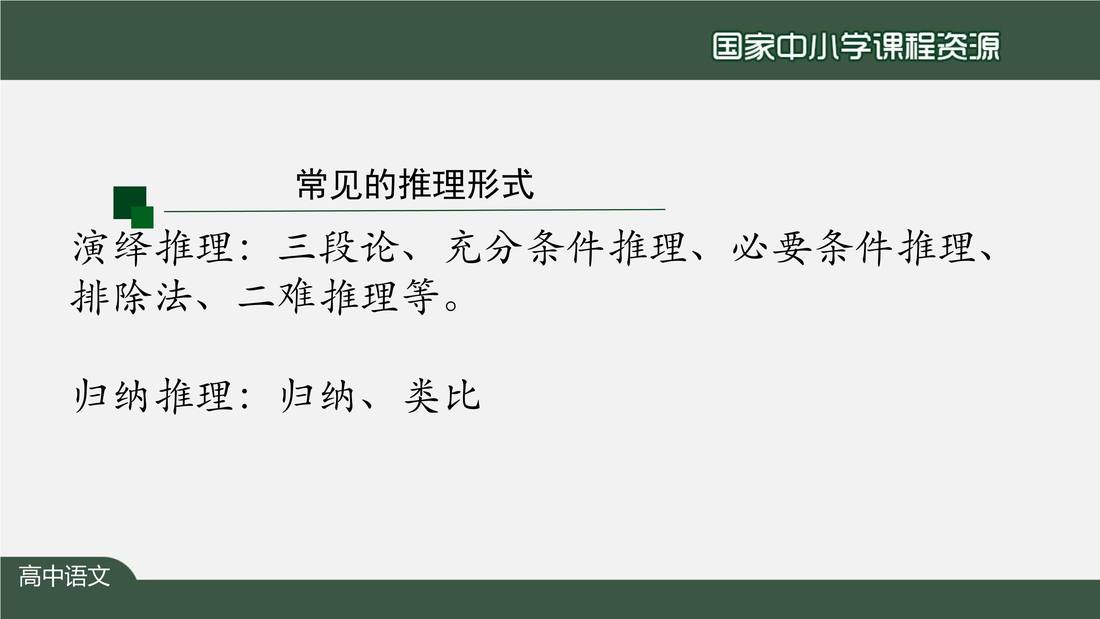 国家中小学课程资源
常见的推理形式
演绎推理：三段论、充分条件推理、必要条件推理、
排除法、二难推理等。
归纳推理：归纳、类比
高中语文